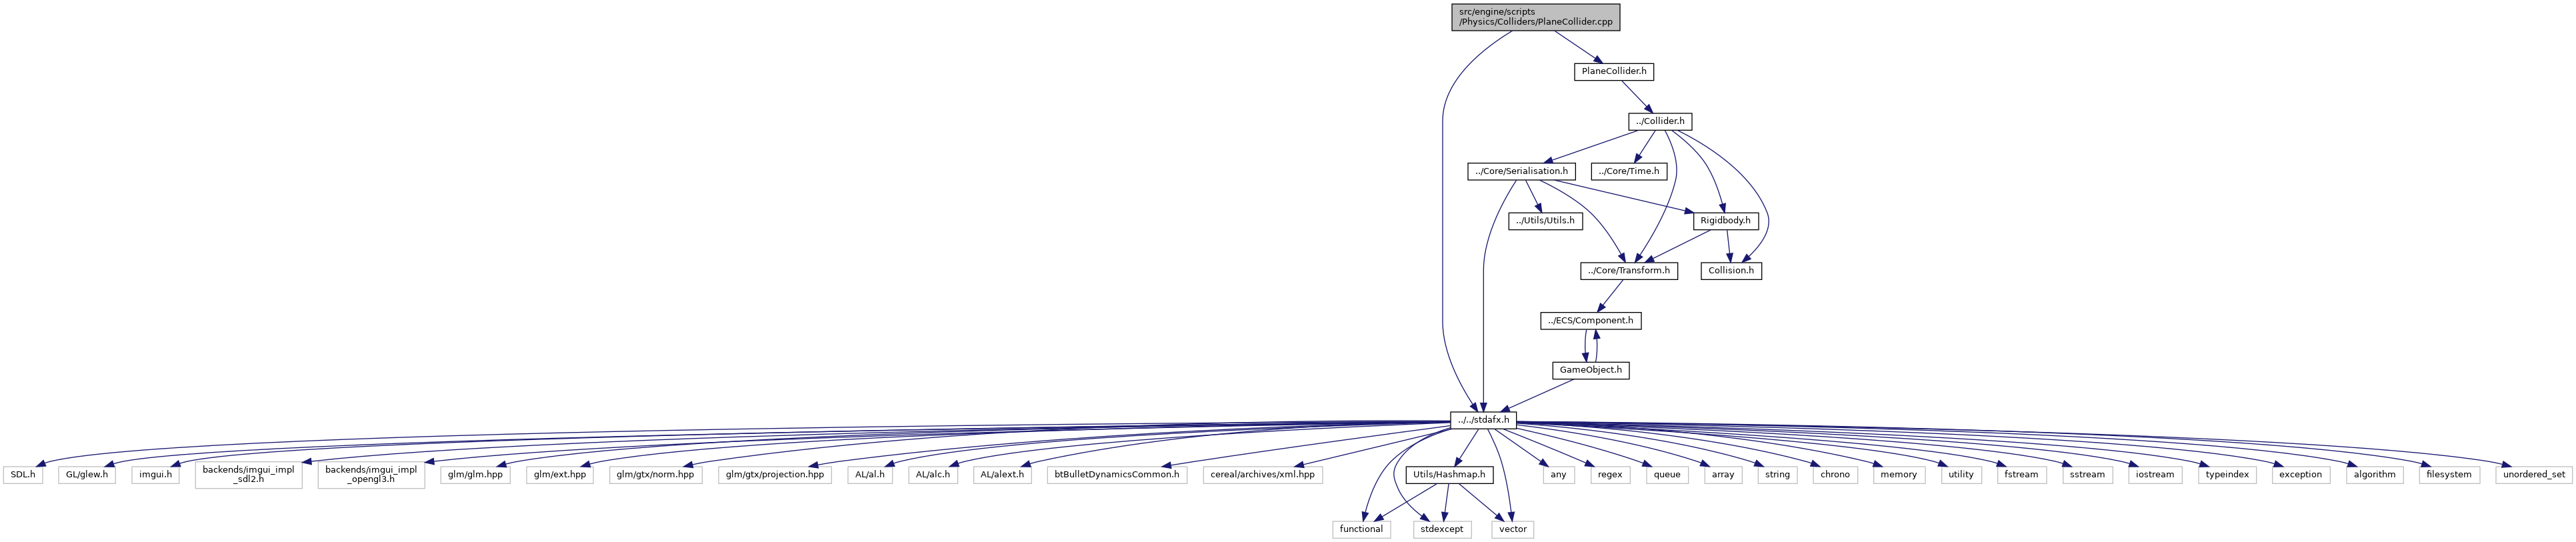 src/engine/scripts
/Physics/Colliders/PlaneCollider.cpp
PlaneCollider.h
../Collider.h
../Core/Serialisation.h
../Core/Time.h
../Utils/Utils.h
Rigidbody.h
../Core/Transform.h
Collision.h
../ECS/Component.h
GameObject.h
../../stdafx.h
SDL.h
GL/glew.h
imgui.h
backends/imgui_impl
_sdl2.h
backends/imgui_impl
_opengl3.h
glm/glm.hpp
glm/ext.hpp
glm/gtx/norm.hpp
glm/gtx/projection.hpp
AL/al.h
AL/alc.h
AL/alext.h
btBulletDynamicsCommon.h
cereal/archives/xml.hpp
Utils/Hashmap.h
any
regex
queue
array
string
chrono
memory
utility
fstream
sstream
iostream
typeindex
exception
algorithm
filesystem
unordered_set
functional
stdexcept
vector